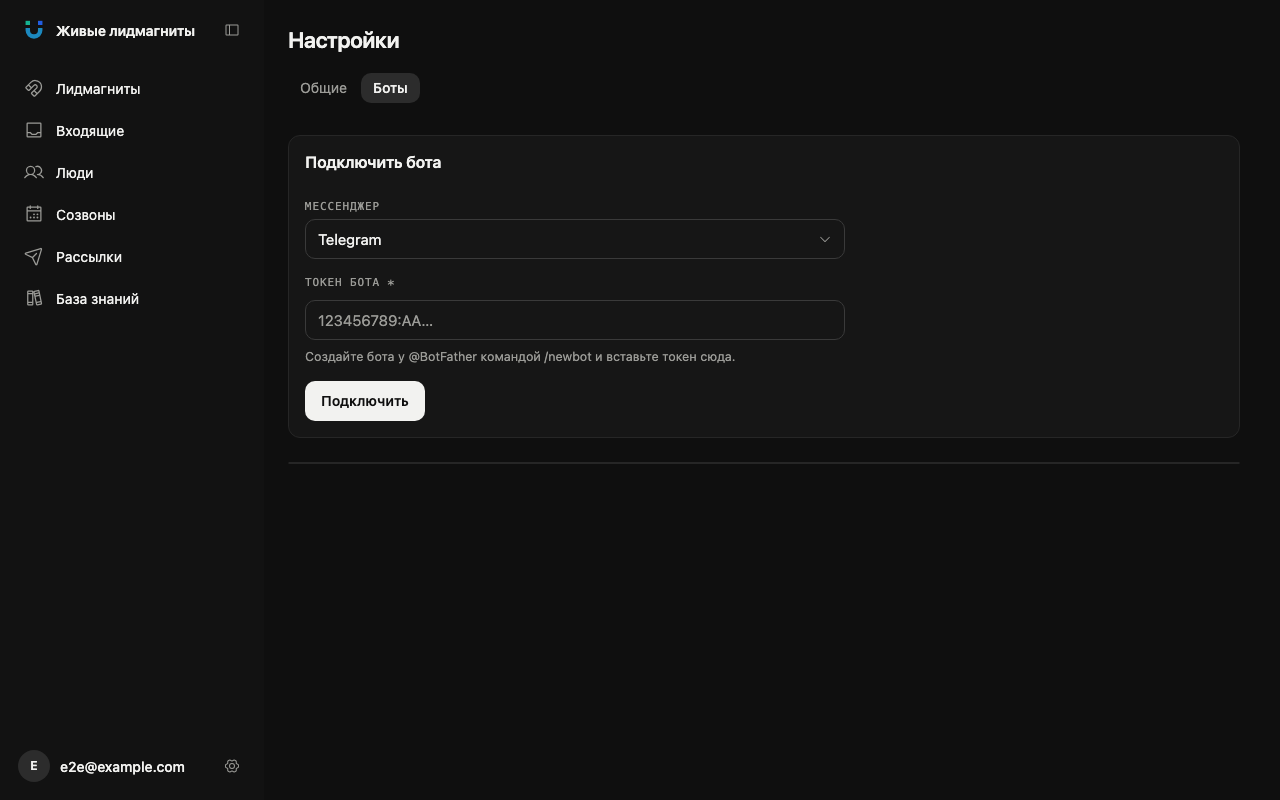 Живые лидмагниты
Лидмагниты
Входящие
Люди
Созвоны
Рассылки
База знаний
E
e2e@example.com
Настройки
Общие
Боты
Подключить бота
МЕССЕНДЖЕР
Telegram
ТОКЕН БОТА *
123456789:AA...
Создайте бота у @BotFather командой /newbot и вставьте токен сюда.
Подключить